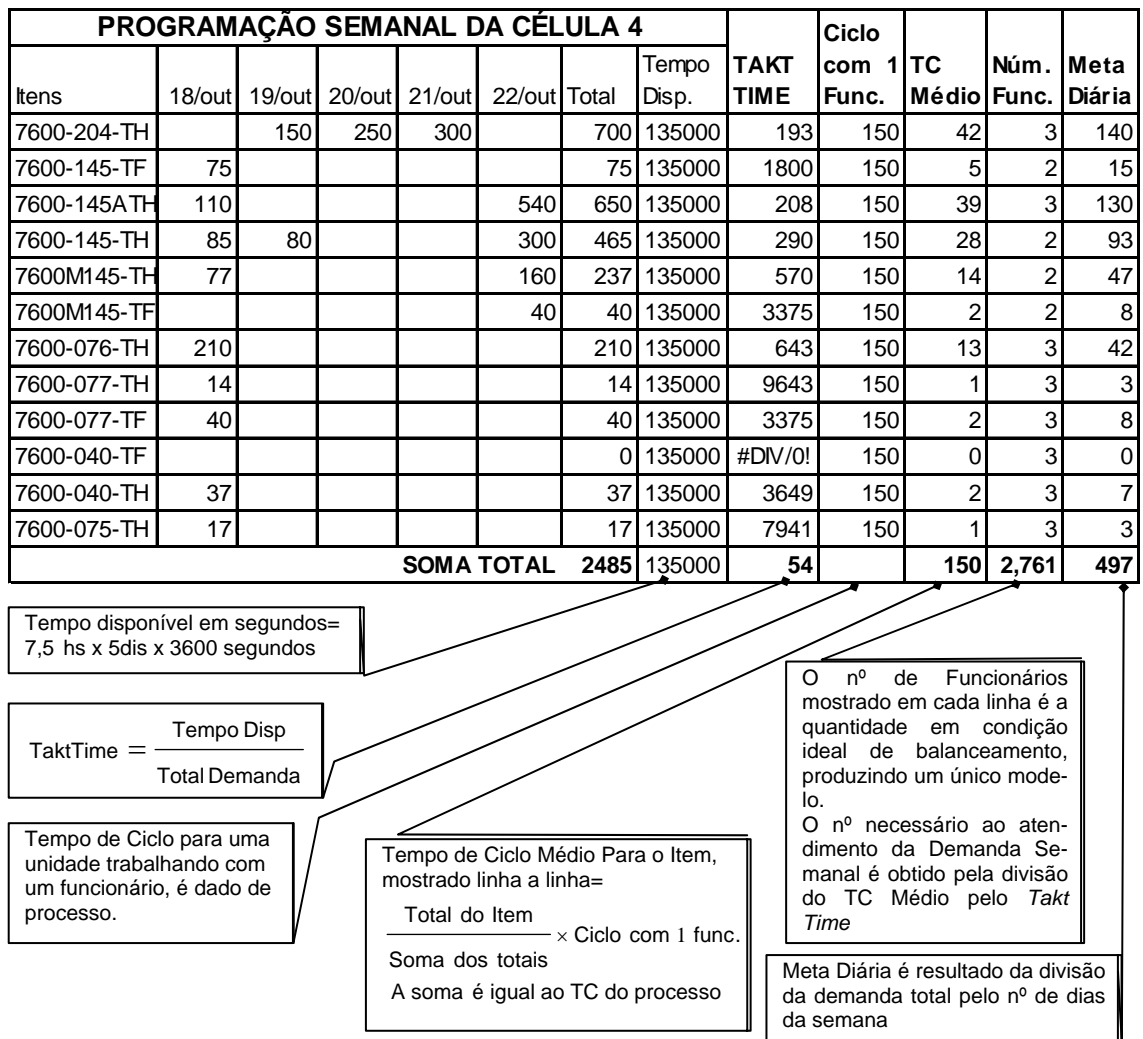 PROGRAMAÇÃO SEMANAL DA CÉLULA 4
Itens 18/out 19/out 20/out 21/out 22/out Total Tempo Disp. TAKT TIME Ciclo com 1 Func. TC Médio Núm. Func. Meta Diária
7600-204-TH 150 250 300 700 135000 193 150 42 3 140
7600-145-TF 75 75 135000 1800 150 5 2 15
7600-145ATH 110 540 650 135000 208 150 39 3 130
7600-145-TH 85 80 300 465 135000 290 150 28 2 93
7600M145-TH 77 160 237 135000 570 150 14 2 47
7600M145-TF 40 40 135000 3375 150 2 2 8
7600-076-TH 210 210 135000 643 150 13 3 42
7600-077-TH 14 14 135000 9643 150 1 3 3
7600-077-TF 40 40 135000 3375 150 2 3 8
7600-040-TF 0 135000 #DIV/0! 150 0 3 0
7600-040-TH 37 37 135000 3649 150 2 3 7
7600-075-TH 17 17 135000 7941 150 1 3 3
SOMA TOTAL 2485 135000 54 150 2,761 497
Tempo disponível em segundos=
7,5 hs x 5dis x 3600 segundos
TaktTime = Tempo Disp
Total Demanda
Tempo de Ciclo para uma
unidade trabalhando com
um funcionário, é dado de
processo.
Tempo de Ciclo Médio Para o Item,
mostrado linha a linha=
Total do Item
× Ciclo com 1 func.
Soma dos totais
A soma é igual ao TC do processo
O nº de Funcionários
mostrado em cada linha é a
quantidade em condição
ideal de balanceamento,
produzindo um único mode-
lo.
O nº necessário ao aten-
dimento da Demanda Se-
manal é obtido pela divisão
do TC Médio pelo Takt
Time
Meta Diária é resultado da divisão
da demanda total pelo nº de dias
da semana